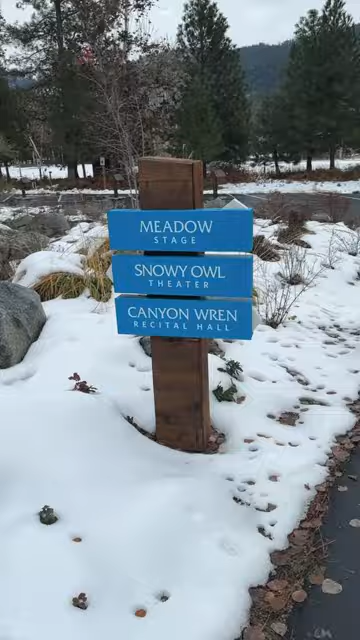 MEADOW
STAGE
SNOWY OWL
THEATER
CANYON WREN
RECITAL HALL